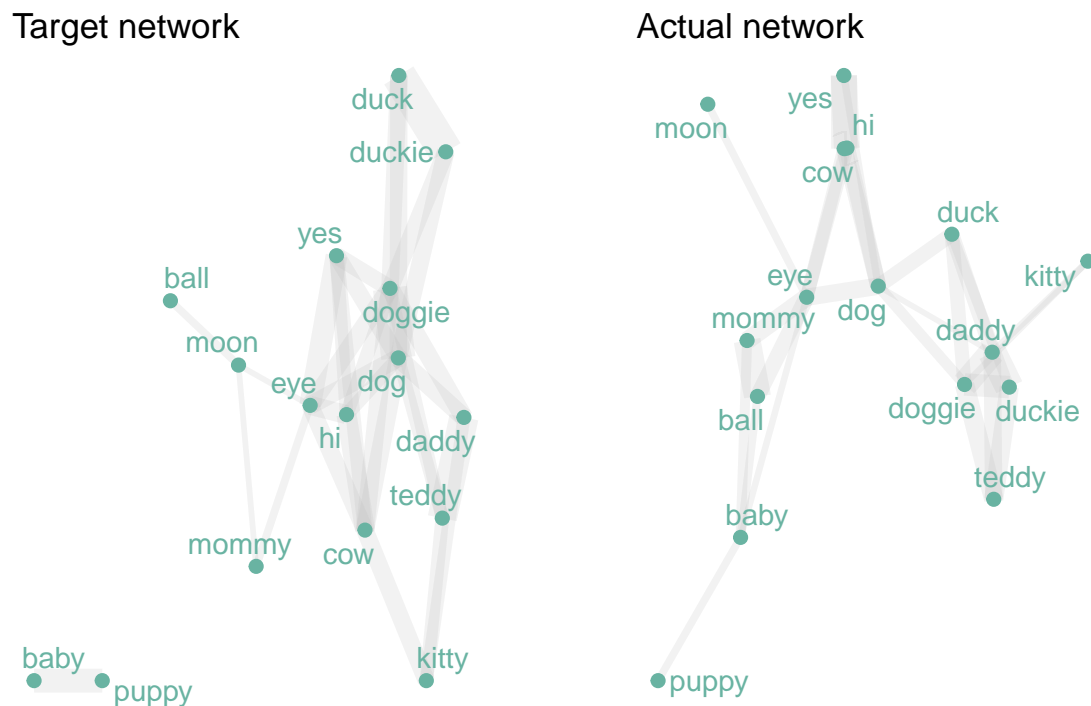 Target network
duck
duckie
yes
ball
doggie
moon
eye
dog
hi
daddy
teddy
mommy
cow
baby
kitty
puppy
Actual network
yes
moon
hi
cow
duck
eye
kitty
mommy
dog
daddy
ball
doggie
duckie
teddy
baby
puppy